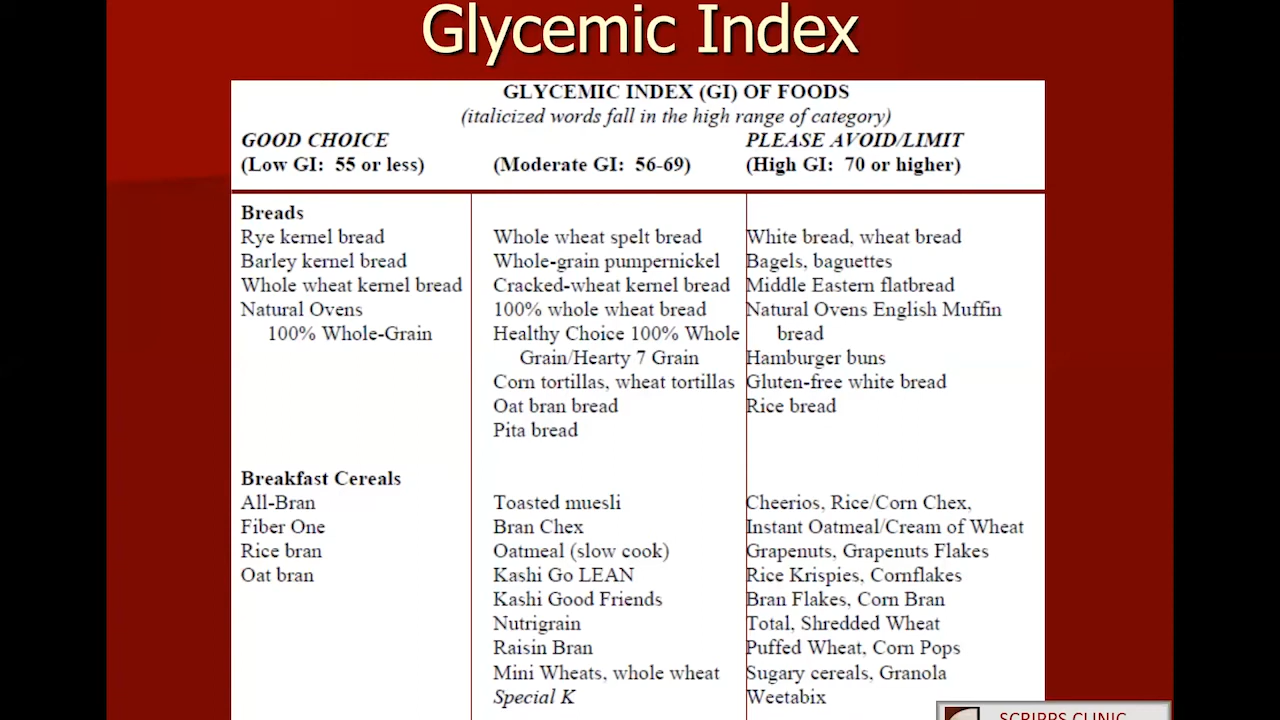 Glycemic Index
GLYCEMIC INDEX (GI) OF FOODS
(italicized words fall in the high range of category)
GOOD CHOICE PLEASE AVOID/LIMIT
(Low GI: 55 or less) (Moderate GI: 56-69) (High GI: 70 or higher)
Breads
Rye kernel bread Whole wheat spelt bread White bread, wheat bread
Barley kernel bread Whole-grain pumpernickel Bagels, baguettes
Whole wheat kernel bread Cracked-wheat kernel bread Middle Eastern flatbread
Natural Ovens 100% whole wheat bread Natural Ovens English Muffin
100% Whole-Grain Healthy Choice 100% Whole bread
Grain/Hearty 7 Grain Hamburger buns
Corn tortillas, wheat tortillas Gluten-free white bread
Oat bran bread Rice bread
Pita bread
Breakfast Cereals
All-Bran Toasted muesli Cheerios, Rice/Corn Chex,
Fiber One Bran Chex Instant Oatmeal/Cream of Wheat
Rice bran Oatmeal (slow cook) Grapenuts, Grapenuts Flakes
Oat bran Kashi Go LEAN Rice Krispies, Cornflakes
Kashi Good Friends Bran Flakes, Corn Bran
Nutrigrain Total, Shredded Wheat
Raisin Bran Puffed Wheat, Corn Pops
Mini Wheats, whole wheat Sugary cereals, Granola
Special K Weetabix
SCRIPPS CLINIC